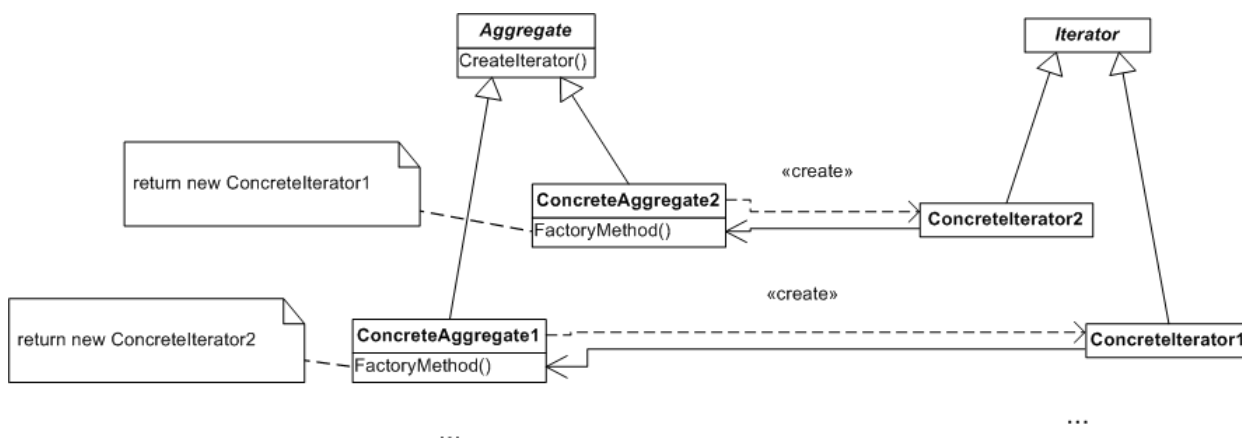 Aggregate
CreateIterator()
Iterator
return new ConcreteIterator1
«create»
ConcreteAggregate2
FactoryMethod()
ConcreteIterator2
«create»
return new ConcreteIterator2
ConcreteAggregate1
FactoryMethod()
ConcreteIterator1
...
...